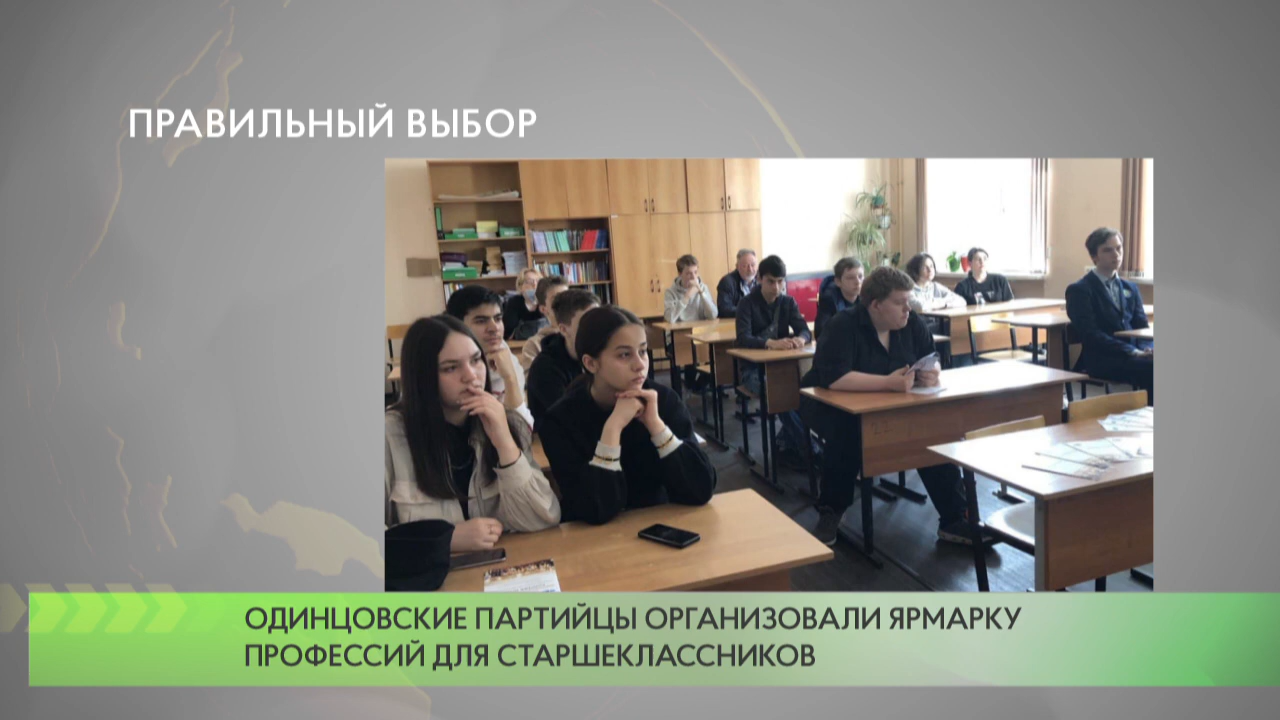 ПРАВИЛЬНЫЙ ВЫБОР
ОДИНЦОВСКИЕ ПАРТИЙЦЫ ОРГАНИЗОВАЛИ ЯРМАРКУ
ПРОФЕССИЙ ДЛЯ СТАРШЕКЛАССНИКОВ